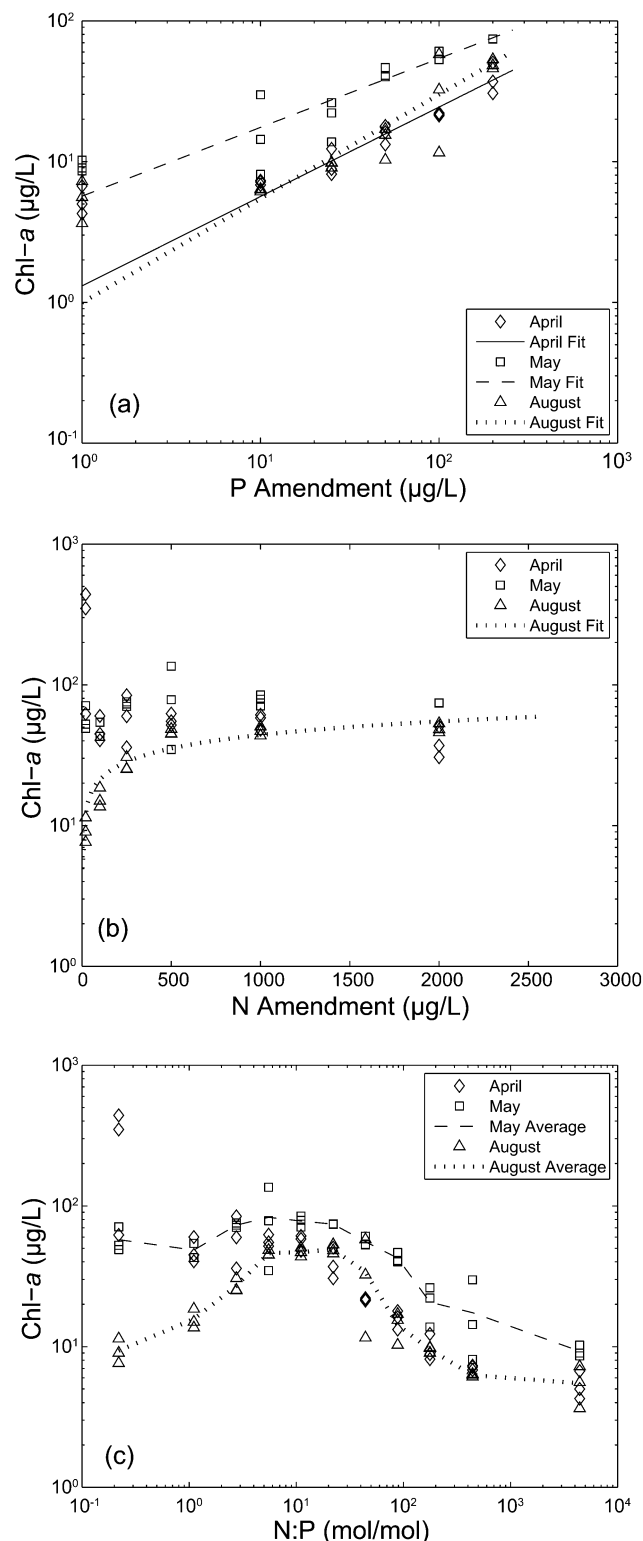 10²
10¹
10⁰
10⁻¹
Chl−a (µg/L)
April
April Fit
May
May Fit
August
August Fit
(a)
10⁰
10¹
10²
10³
P Amendment (µg/L)
10³
10²
10¹
10⁰
Chl−a (µg/L)
April
May
August
August Fit
(b)
0
500
1000
1500
2000
2500
3000
N Amendment (µg/L)
10³
10²
10¹
10⁰
Chl−a (µg/L)
April
May
May Average
August
August Average
(c)
10⁻¹
10⁰
10¹
10²
10³
10⁴
N:P (mol/mol)